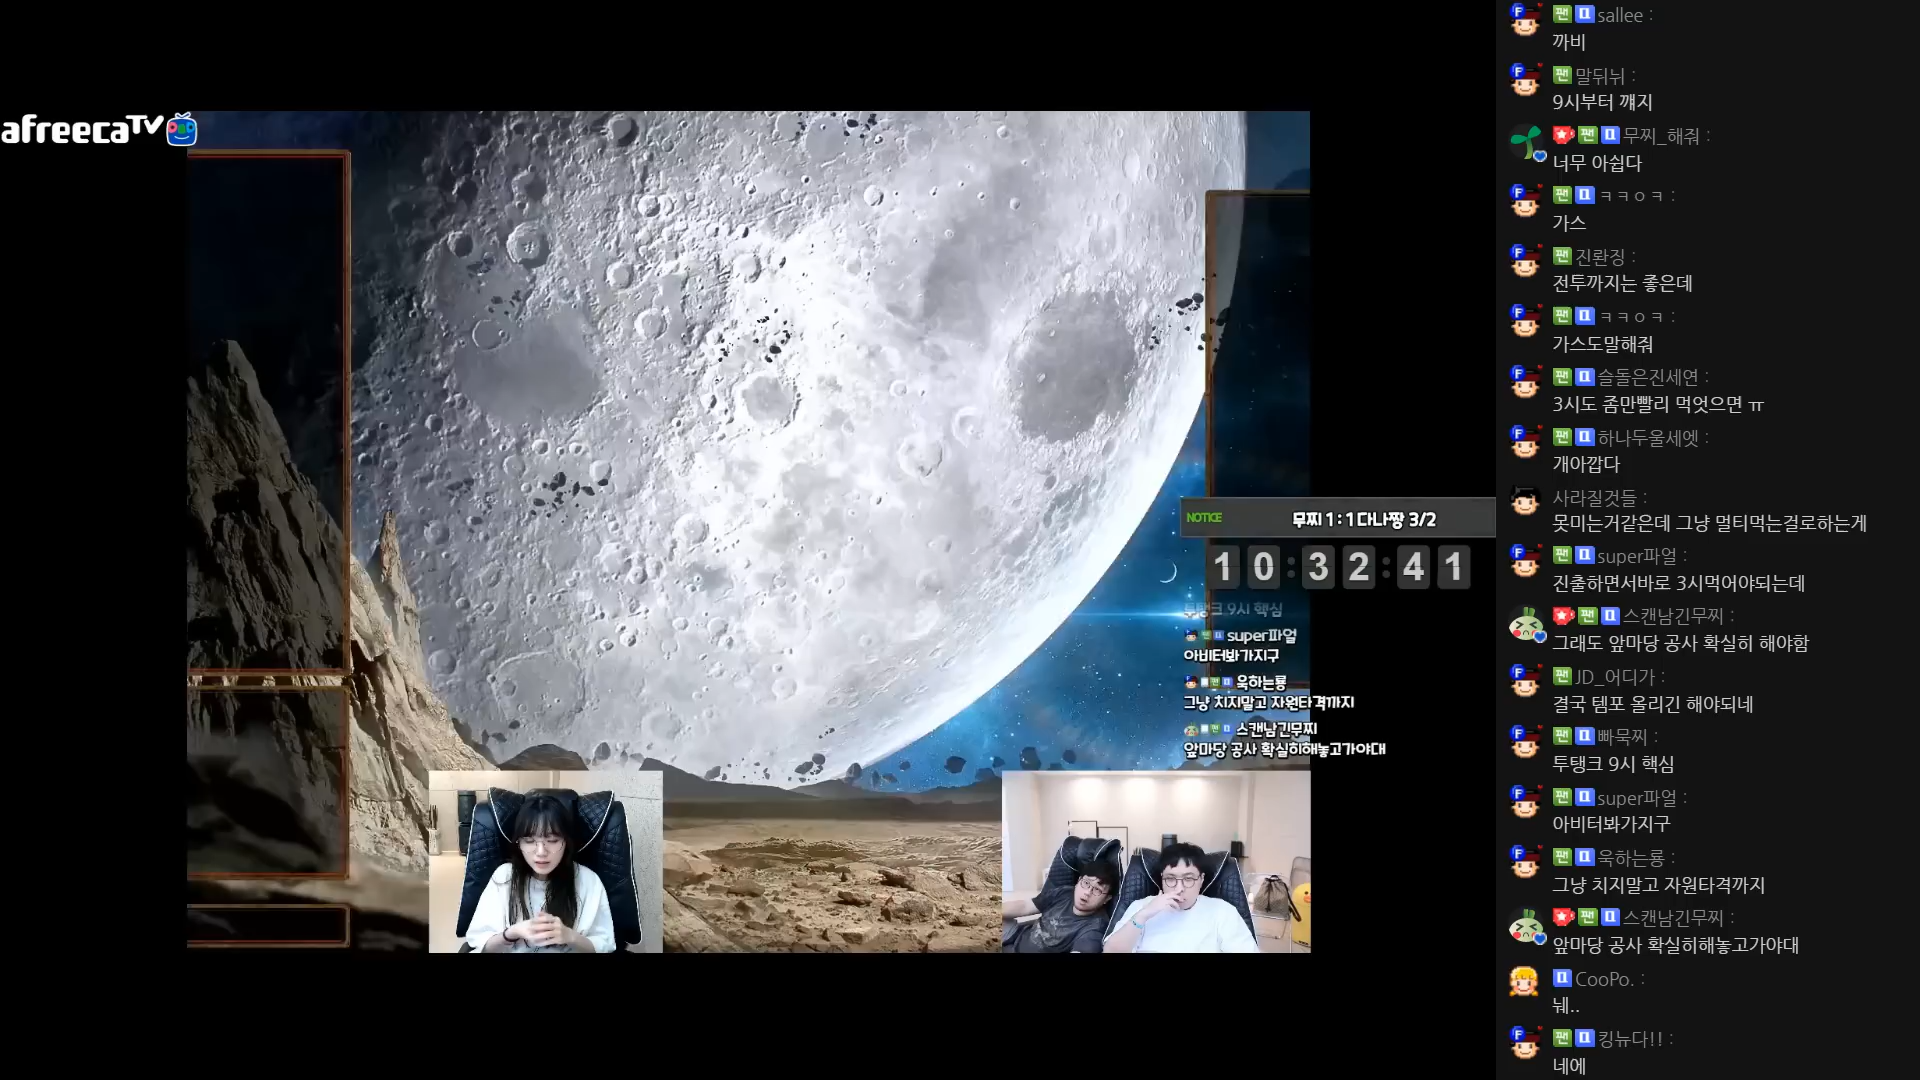 afreecaTV
NOTICE
무찌 1 : 1 다나짱 3/2
10:32:41
투탱크 9시 핵심
super파얼
아비터봐가지구
욱하는룡
그냥 치지말고 자원타격까지
스캔남긴무찌
앞마당 공사 확실히해놓고가야대
sallee :
까비
말뒤뉘 :
9시부터 깨지
무찌_해줘 :
너무 아쉽다
ㅋㅋㅇㅋ :
가스
진롼징 :
전투까지는 좋은데
ㅋㅋㅇㅋ :
가스도말해줘
슬돌은진세연 :
3시도 좀만빨리 먹엇으면 ㅠ
하나두울세엣 :
개아깝다
사라질것들 :
못미는거같은데 그냥 멀티먹는걸로하는게
super파얼 :
진출하면서바로 3시먹어야되는데
스캔남긴무찌 :
그래도 앞마당 공사 확실히 해야함
JD_어디가 :
결국 템포 올리긴 해야되네
빠묵찌 :
투탱크 9시 핵심
super파얼 :
아비터봐가지구
욱하는룡 :
그냥 치지말고 자원타격까지
스캔남긴무찌 :
앞마당 공사 확실히해놓고가야대
CooPo. :
눼..
킹뉴다!! :
네에